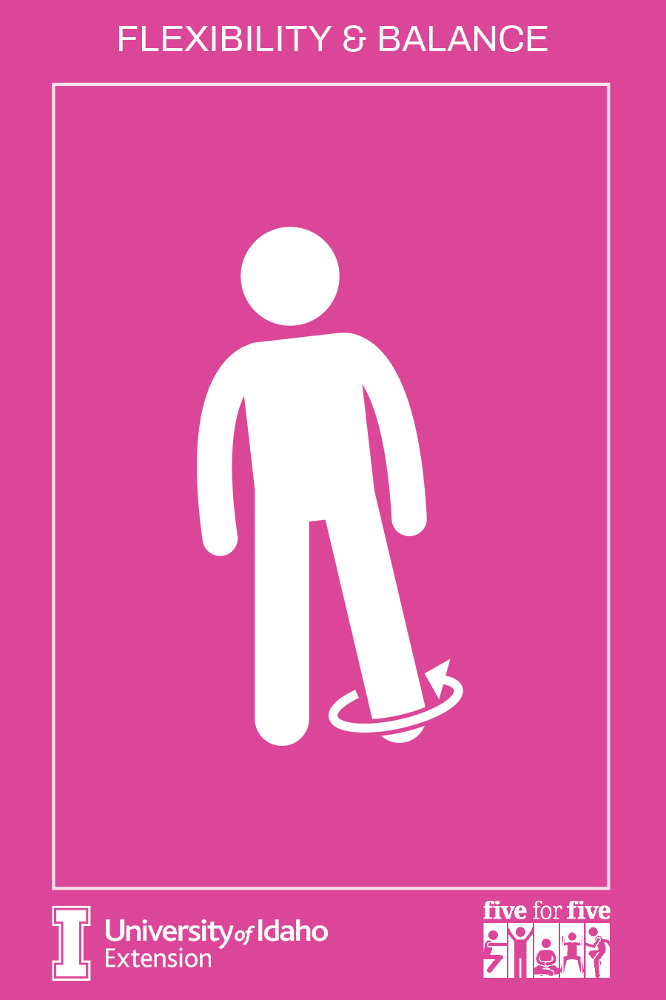 FLEXIBILITY & BALANCE
I
University of Idaho
Extension
five for five